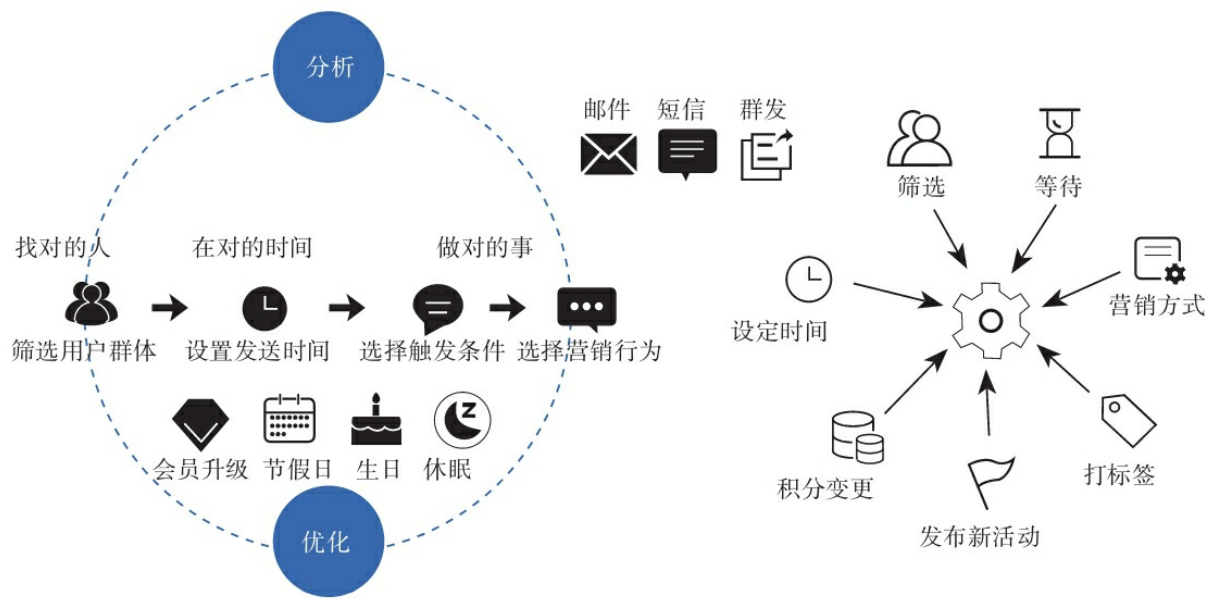 分析
邮件 短信 群发
找对的人 在对的时间 做对的事
筛选用户群体 设置发送时间 选择触发条件 选择营销行为
会员升级 节假日 生日 休眠
优化
筛选 等待
设定时间 营销方式
积分变更 打标签
发布新活动